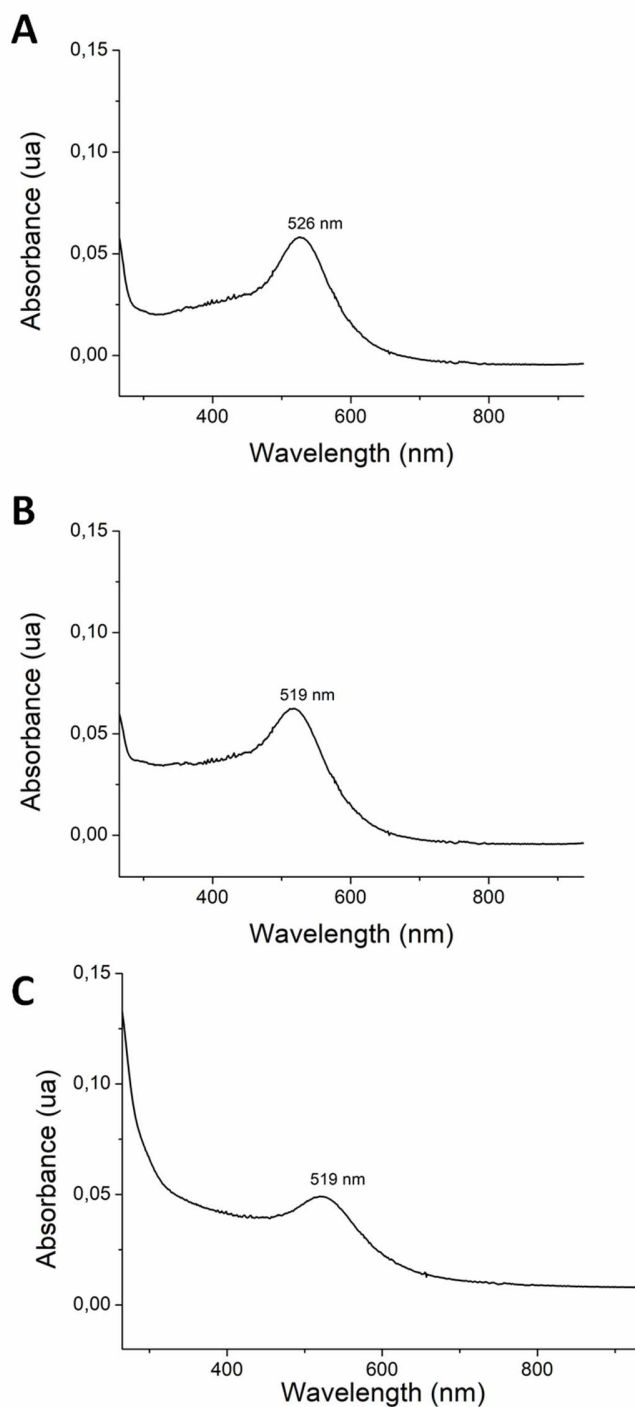 A
0,15
0,10
0,05
0,00
Absorbance (ua)
526 nm
400 600 800
Wavelength (nm)
B
0,15
0,10
0,05
0,00
Absorbance (ua)
519 nm
400 600 800
Wavelength (nm)
C
0,15
0,10
0,05
0,00
Absorbance (ua)
519 nm
400 600 800
Wavelength (nm)